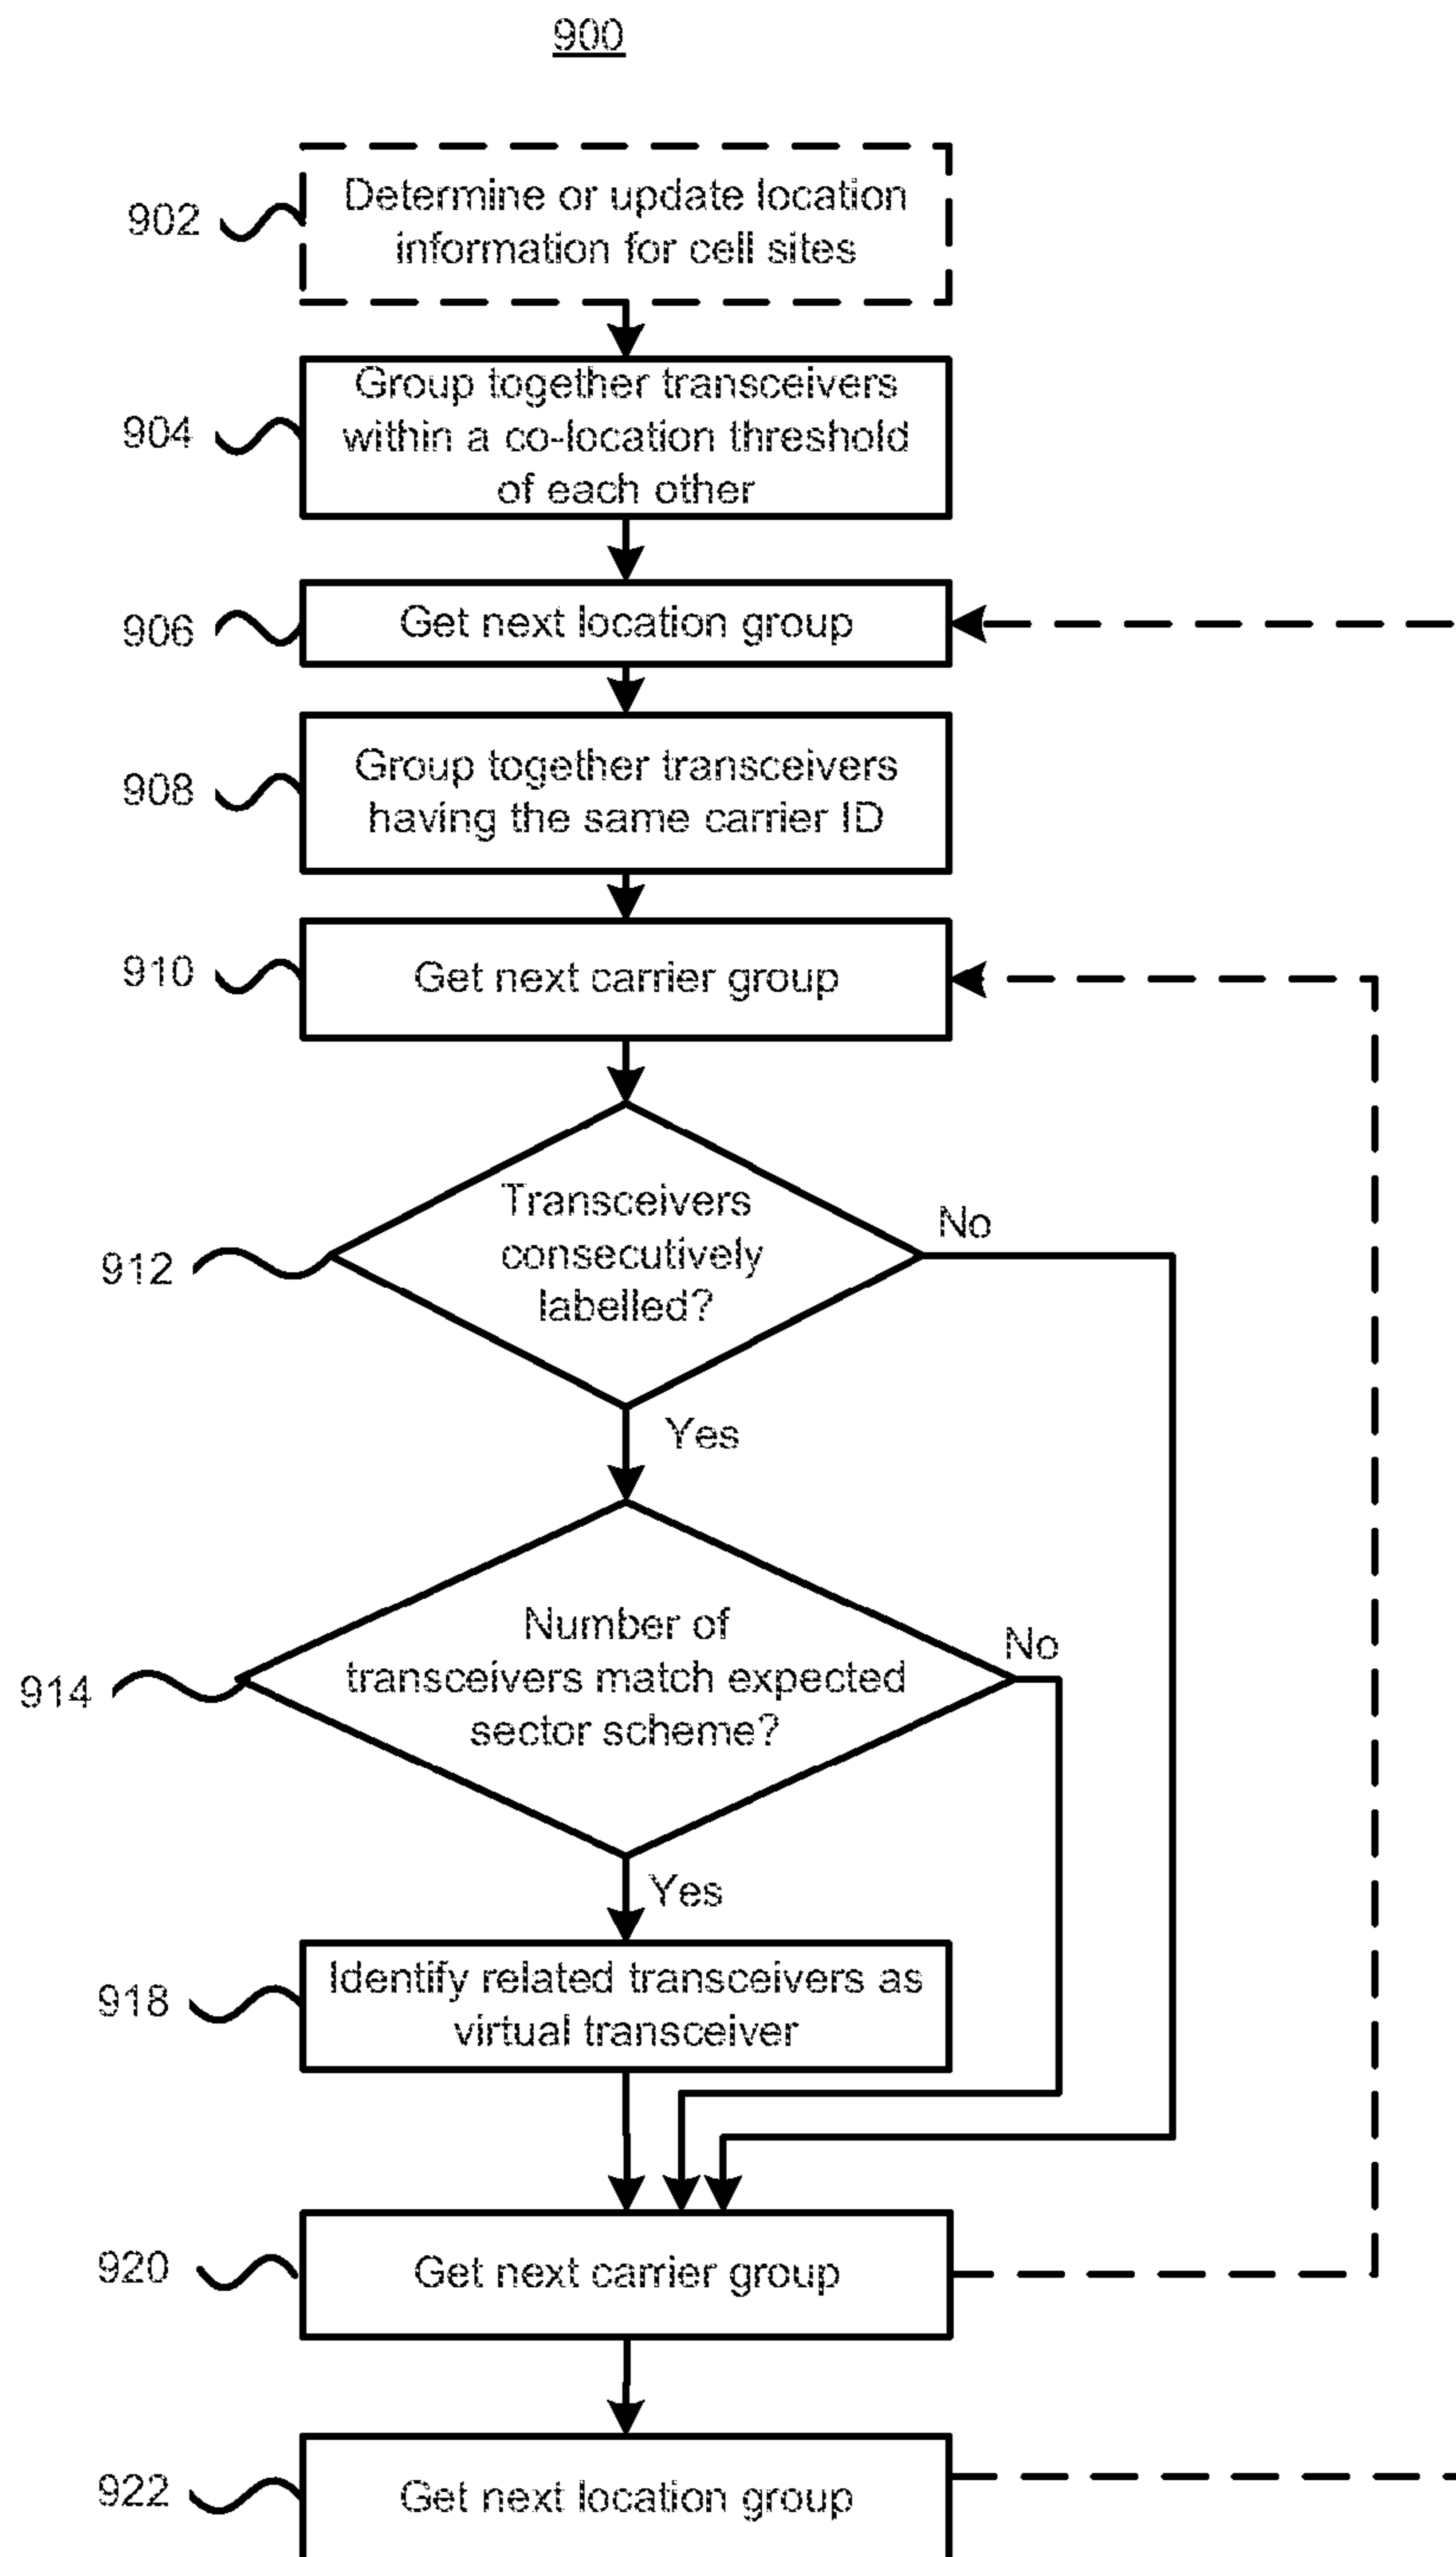 900
902
Determine or update location
information for cell sites
904
Group together transceivers
within a co-location threshold
of each other
906
Get next location group
908
Group together transceivers
having the same carrier ID
910
Get next carrier group
912
Transceivers
consecutively
labelled?
No
Yes
914
Number of
transceivers match expected
sector scheme?
No
Yes
918
Identify related transceivers as
virtual transceiver
920
Get next carrier group
922
Get next location group